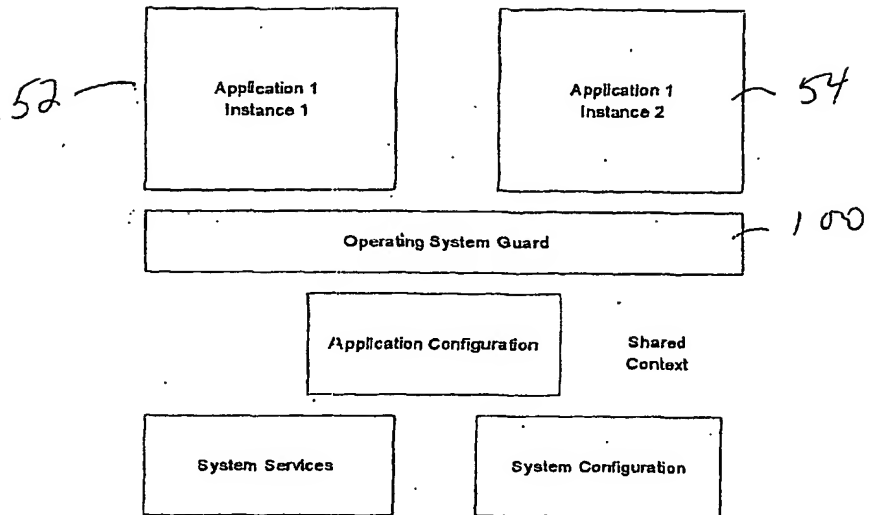 52
Application 1
Instance 1
Application 1
Instance 2
54
Operating System Guard
100
Application Configuration
Shared
Context
System Services
System Configuration